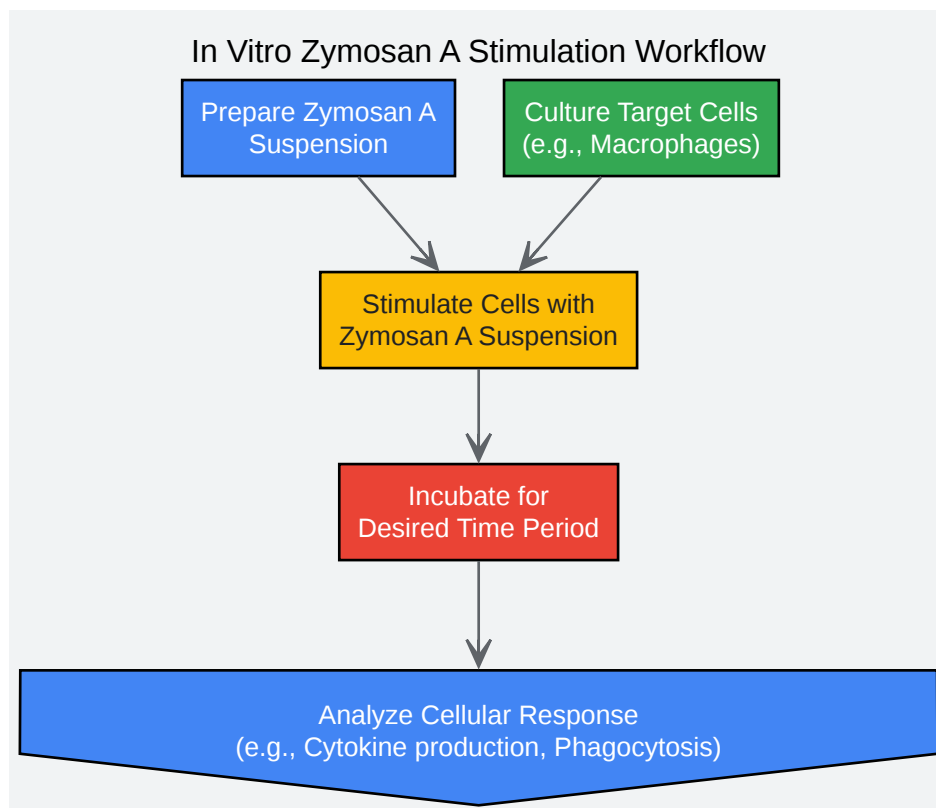 In Vitro Zymosan A Stimulation Workflow
Prepare Zymosan A
Suspension
Culture Target Cells
(e.g., Macrophages)
Stimulate Cells with
Zymosan A Suspension
Incubate for
Desired Time Period
Analyze Cellular Response
(e.g., Cytokine production, Phagocytosis)